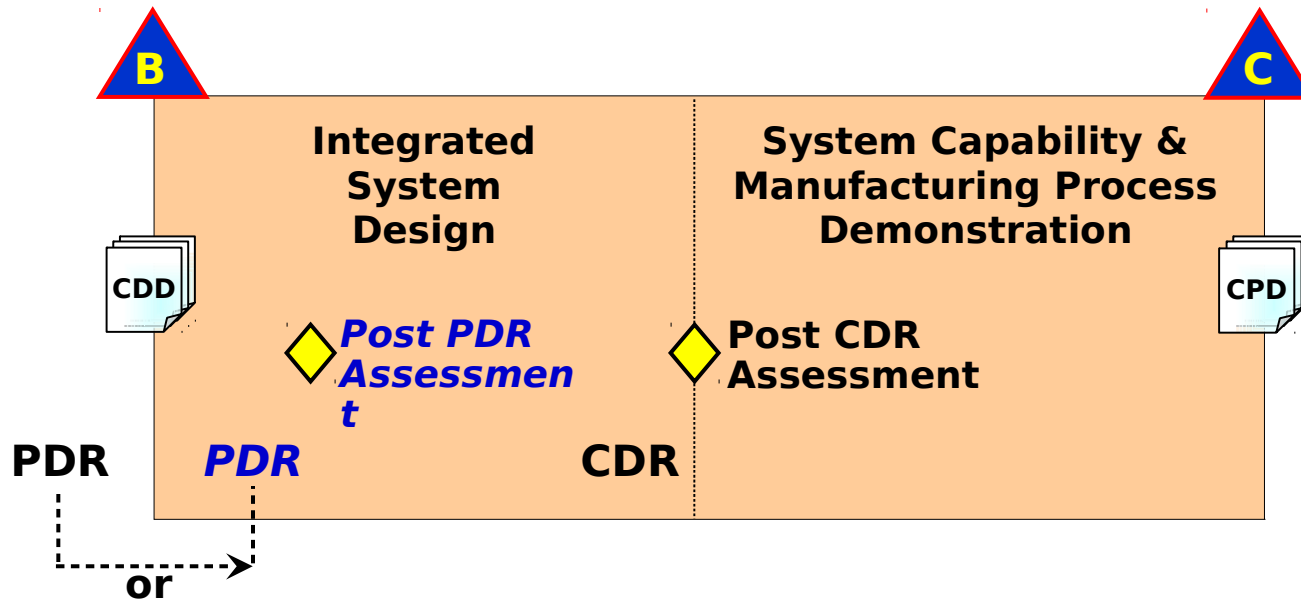 B
C
Integrated
System
Design
System Capability &
Manufacturing Process
Demonstration
CDD
CPD
Post PDR
Assessmen
t
Post CDR
Assessment
PDR
PDR
CDR
or